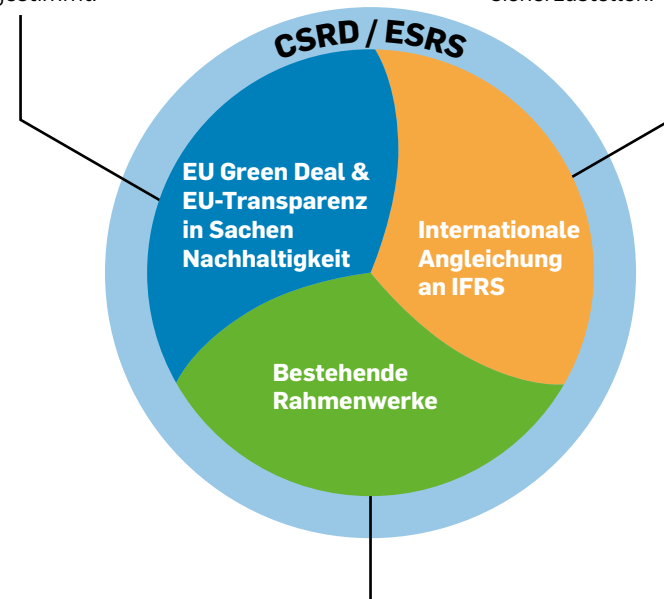 CSRD / ESRS
EU Green Deal &
EU-Transparenz
in Sachen
Nachhaltigkeit
Internationale
Angleichung
an IFRS
Bestehende
Rahmenwerke